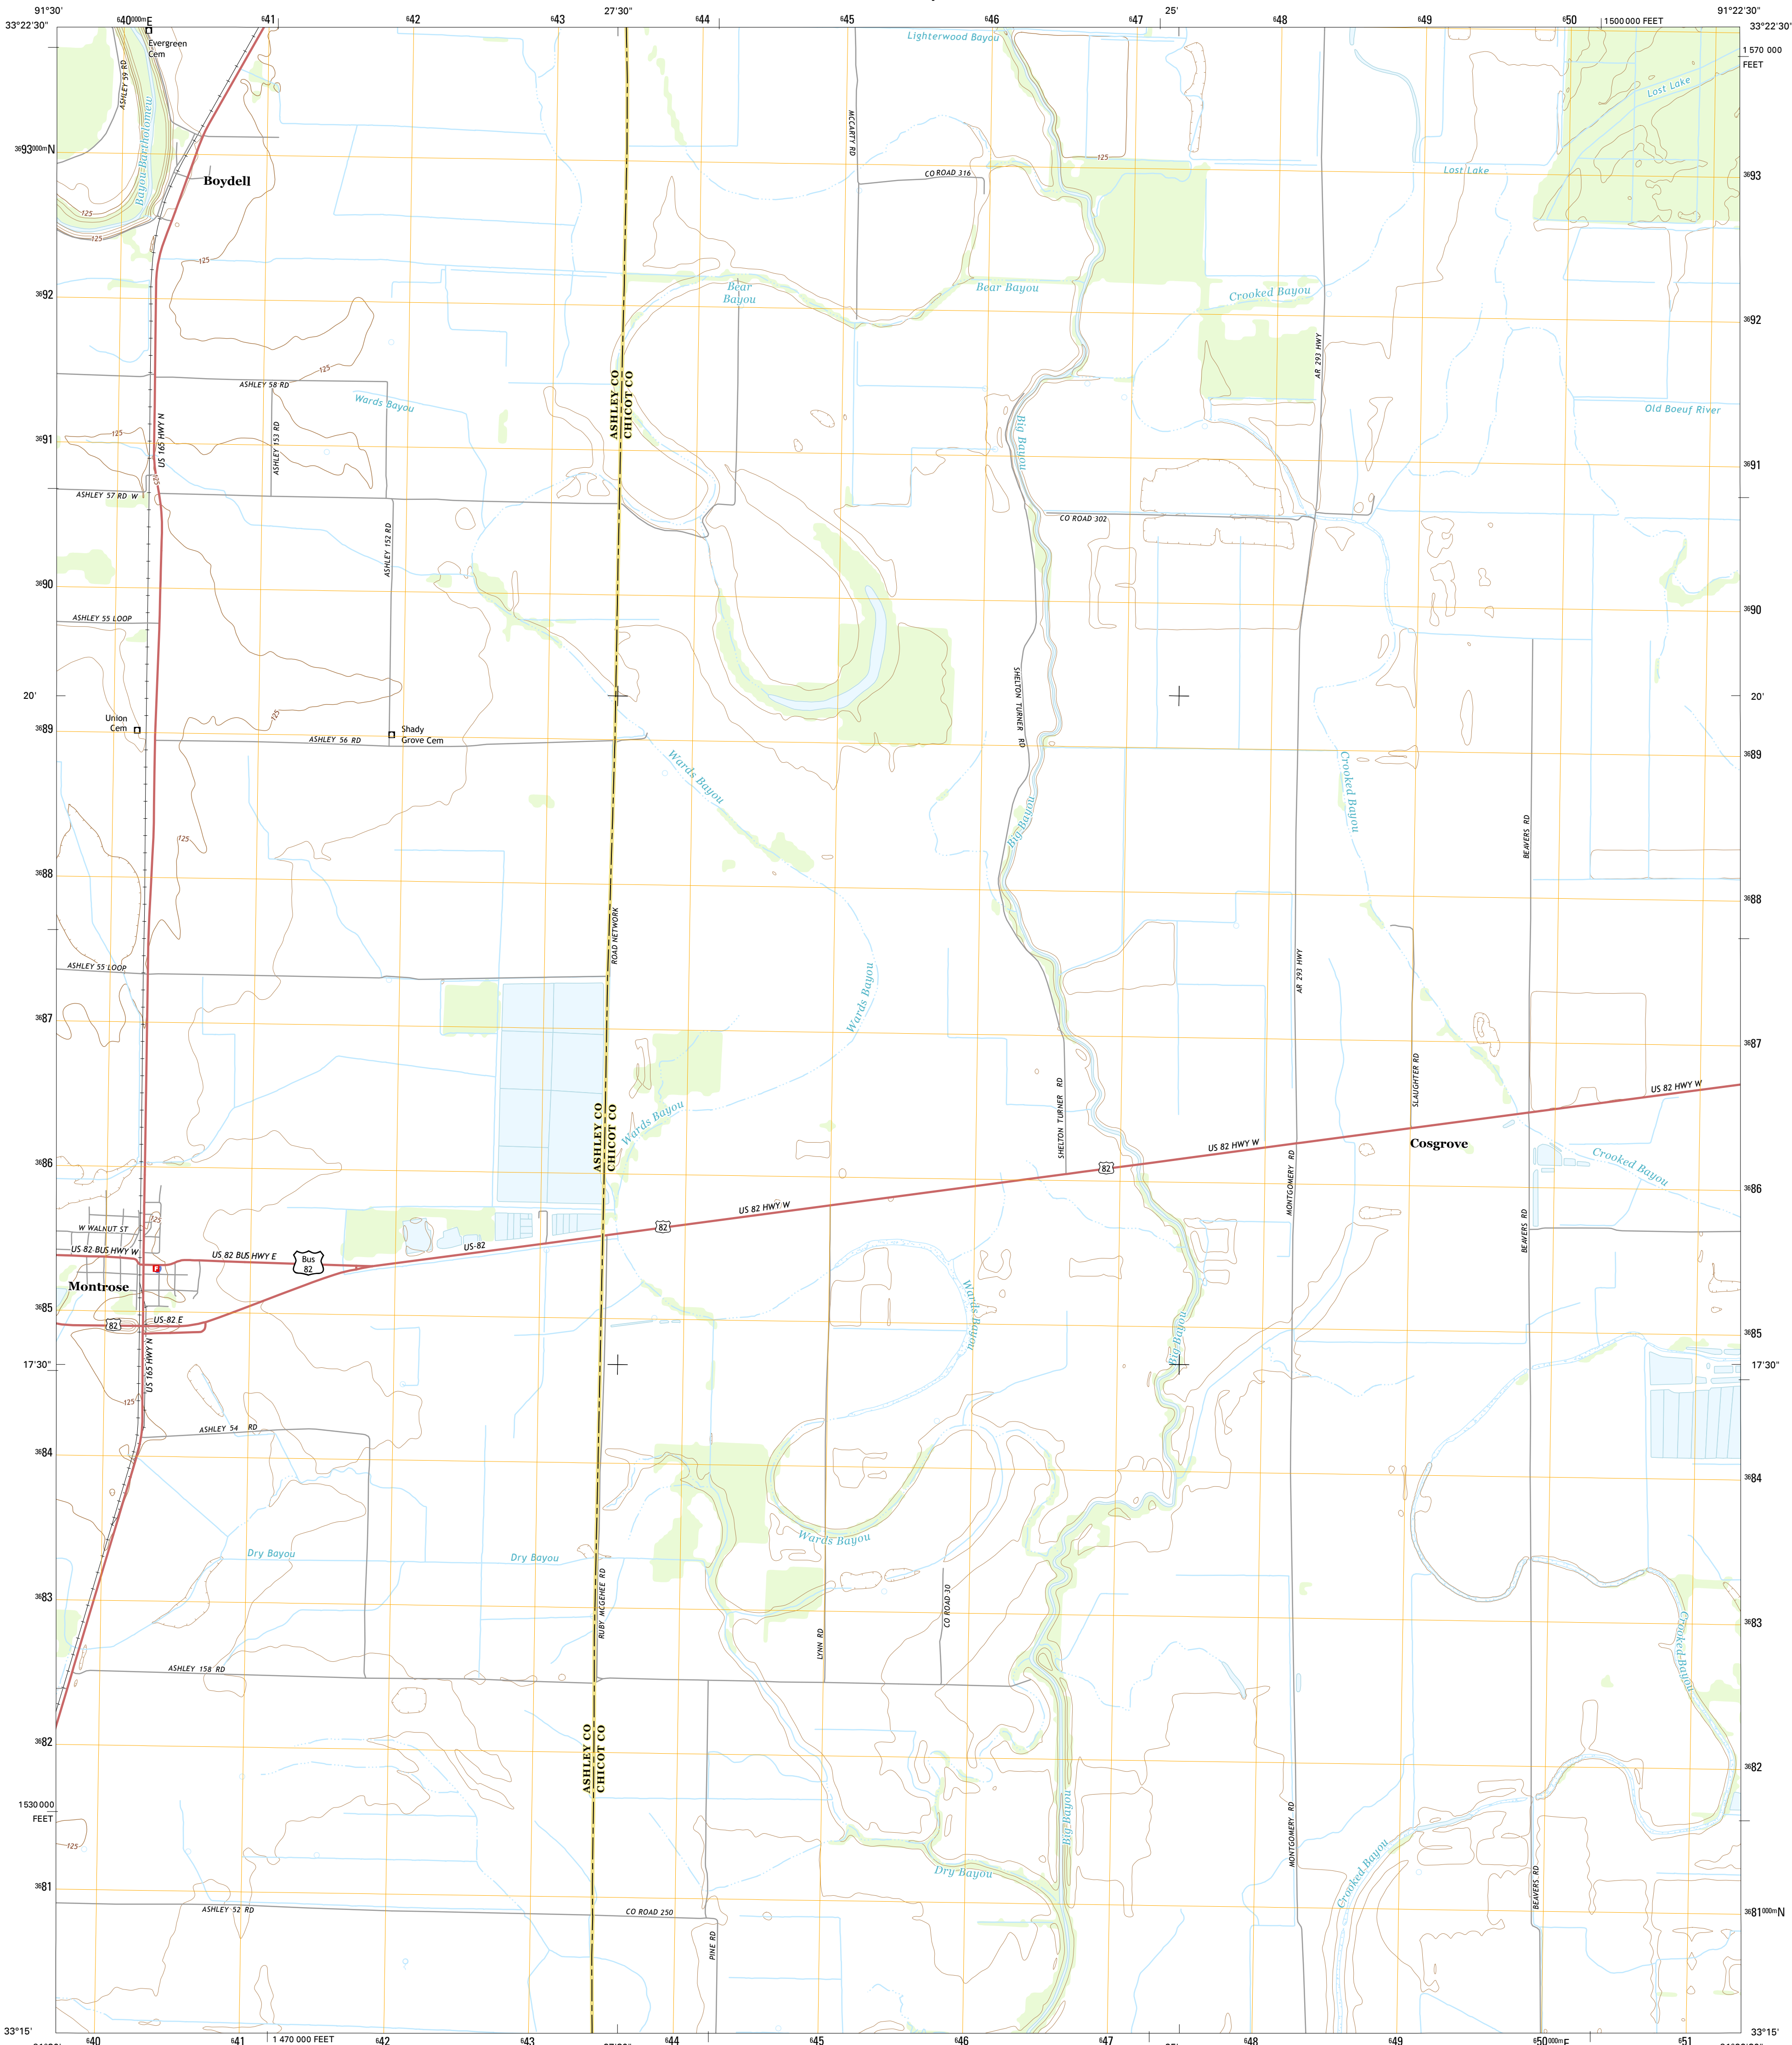 91°30'
⁶40⁰⁰⁰ᵐE
⁶41
⁶42
⁶43
27'30"
⁶44
⁶45
⁶46
⁶47
25'
⁶48
⁶49
⁶50
1 500 000 FEET
91°22'30"
33°22'30"
33°22'30"
1 570 000
FEET
Evergreen
Cem
ASHLEY 59 RD
Bayou Bartholomew
Lighterwood Bayou
MCCARTY RD
Lost Lake
³⁶93⁰⁰⁰ᵐN
Boydell
125
CO ROAD 316
Lost Lake
³⁶93
125
125
125
Bear
Bayou
Bear Bayou
Crooked Bayou
³⁶92
³⁶92
AR 293 HWY
125
ASHLEY 58 RD
Wards Bayou
ASHLEY CO
CHICOT CO
Old Boeuf River
Big Bayou
US 165 HWY N
ASHLEY 153 RD
125
³⁶91
³⁶91
125
ASHLEY 57 RD W
CO ROAD 302
ASHLEY 152 RD
³⁶90
³⁶90
ASHLEY 55 LOOP
SHELTON TURNER RD
20'
20'
125
Union
Cem
Shady
Grove Cem
³⁶89
ASHLEY 56 RD
³⁶89
Wards Bayou
Crooked Bayou
Big Bayou
BEAVERS RD
125
³⁶88
³⁶88
ROAD NETWORK
ASHLEY 55 LOOP
Wards Bayou
AR 293 HWY
³⁶87
³⁶87
SLAUGHTER RD
SHELTON TURNER RD
US 82 HWY W
Wards Bayou
ASHLEY CO
CHICOT CO
US 82 HWY W
Cosgrove
82
MONTGOMERY RD
Crooked Bayou
³⁶86
³⁶86
US 82 HWY W
BEAVERS RD
W WALNUT ST
125
82
US-82
US 82 BUS HWY W
US 82 BUS HWY E
Bus
82
F
Montrose
Wards Bayou
³⁶85
US-82 E
82
Big Bayou
³⁶85
US 165 HWY N
17'30"
17'30"
125
ASHLEY 54 RD
³⁶84
³⁶84
Wards Bayou
Dry Bayou
Dry Bayou
RUBY MCGEHEE RD
CO ROAD 30
³⁶83
³⁶83
LYNN RD
Crooked Bayou
ASHLEY 158 RD
³⁶82
ASHLEY CO
CHICOT CO
³⁶82
1 530 000
FEET
Big Bayou
MONTGOMERY RD
125
Dry Bayou
Crooked Bayou
BEAVERS RD
³⁶81
ASHLEY 52 RD
CO ROAD 250
³⁶81⁰⁰⁰ᵐN
PINE RD
33°15'
33°15'
⁶40
⁶41
1 470 000 FEET
⁶42
⁶43
⁶44
⁶45
⁶46
⁶47
⁶48
⁶49
⁶50⁰⁰⁰ᵐE
⁶51